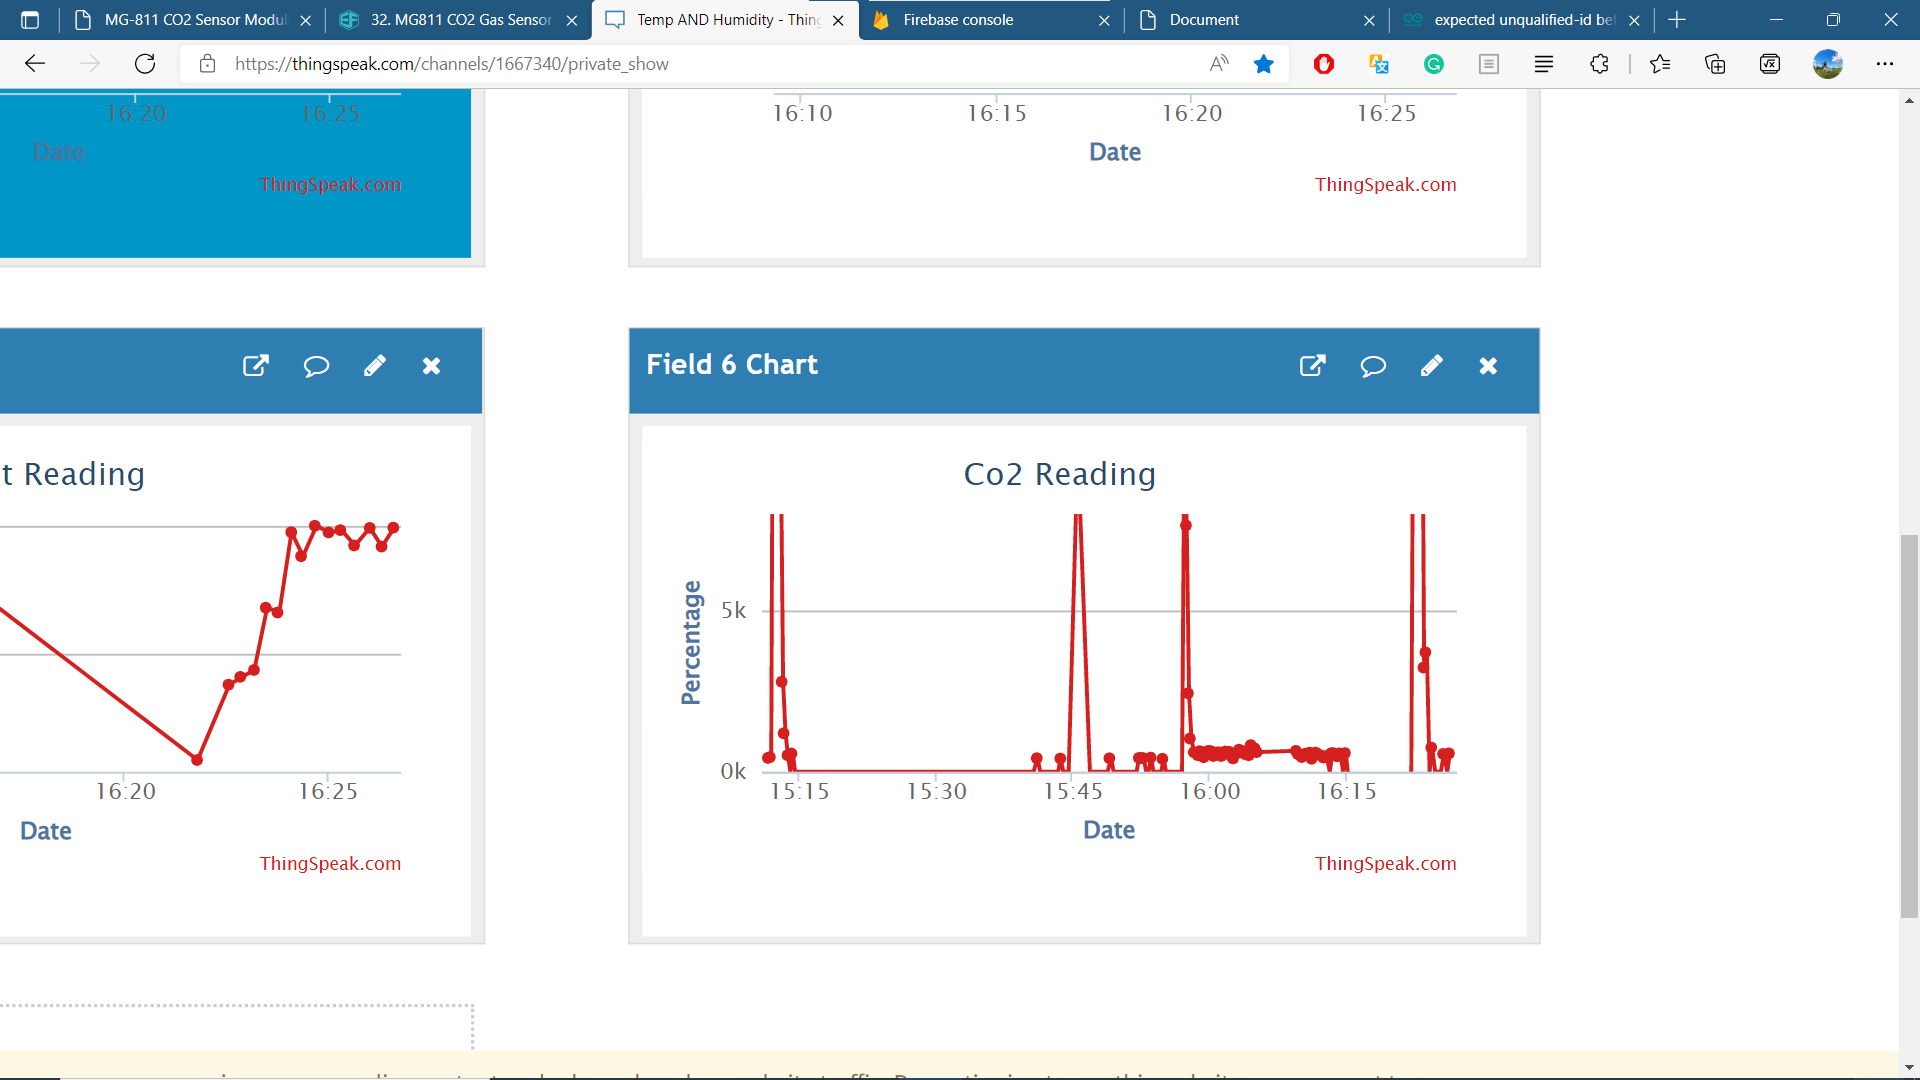 MG-811 CO2 Sensor Modul
32. MG811 CO2 Gas Sensor
Temp AND Humidity - Thing
Firebase console
Document
expected unqualified-id bef
https://thingspeak.com/channels/1667340/private_show
16:20 16:25
Date
ThingSpeak.com
16:10 16:15 16:20 16:25
Date
ThingSpeak.com
t Reading
16:20 16:25
Date
ThingSpeak.com
Field 6 Chart
Co2 Reading
Percentage
5k
0k
15:15 15:30 15:45 16:00 16:15
Date
ThingSpeak.com